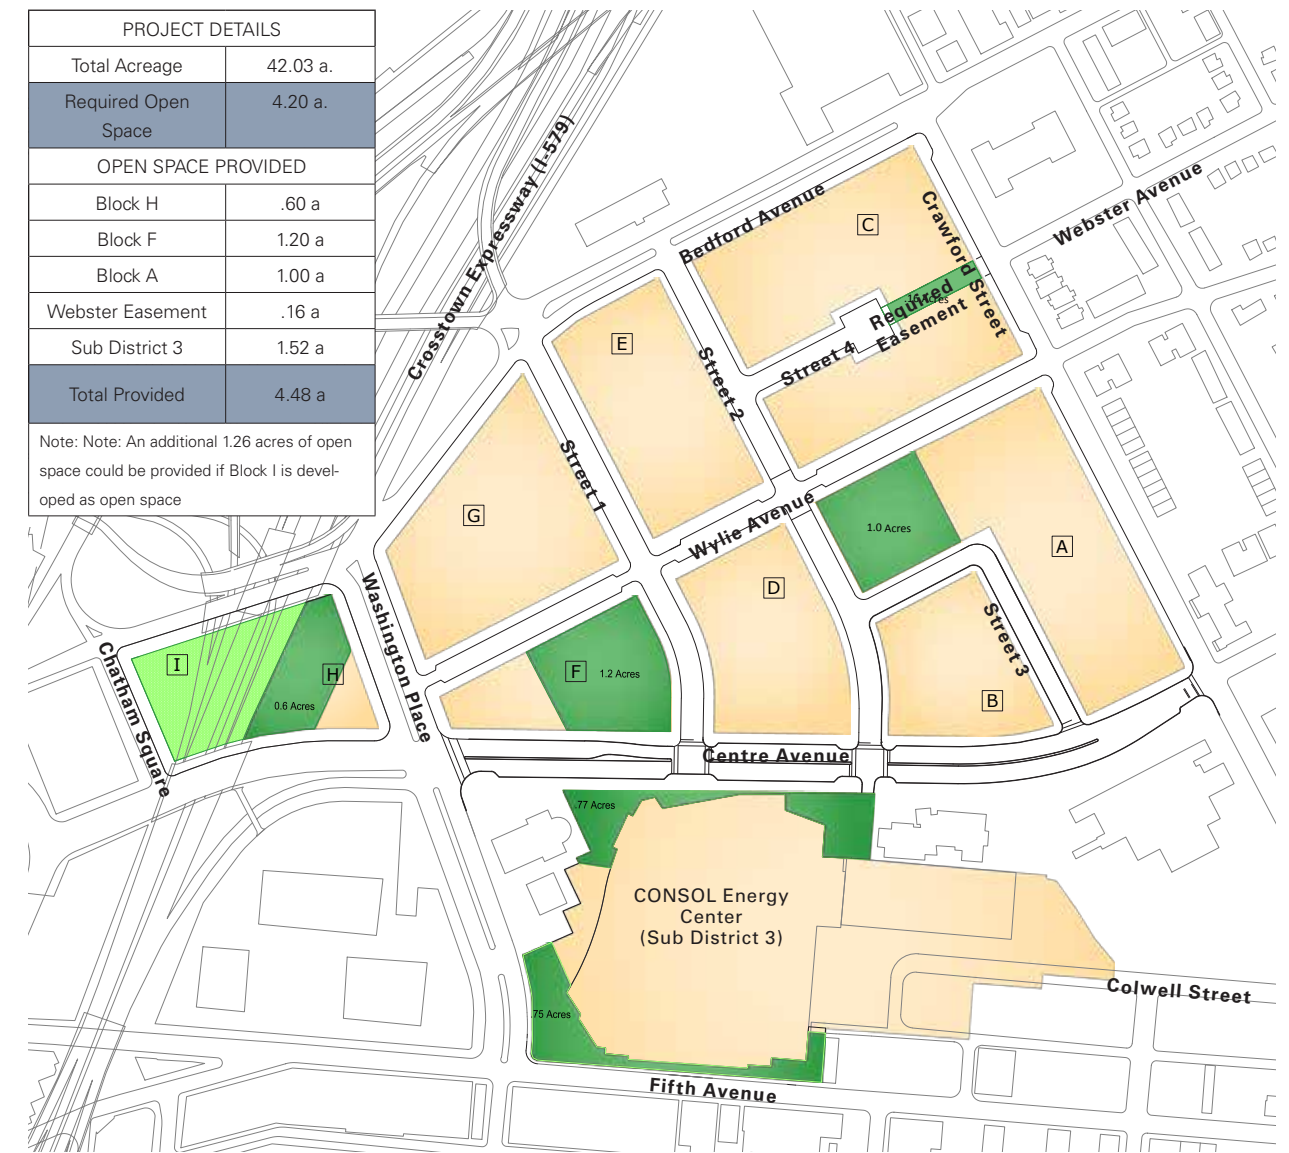 PROJECT DETAILS
Total Acreage 42.03 a.
Required Open Space 4.20 a.
OPEN SPACE PROVIDED
Block H .60 a
Block F 1.20 a
Block A 1.00 a
Webster Easement .16 a
Sub District 3 1.52 a
Total Provided 4.48 a
Note: Note: An additional 1.26 acres of open
space could be provided if Block I is devel-
oped as open space
Crosstown Expressway (I-579)
Bedford Avenue
Crawford Street
Webster Avenue
C
Required
Easement
Acres
Street 4
E
Street 2
G
Street 1
Wylie Avenue
1.0 Acres
A
D
Street 3
B
Washington Place
Chatham Square
I
H
0.6 Acres
F
1.2 Acres
Centre Avenue
.77 Acres
CONSOL Energy
Center
(Sub District 3)
.75 Acres
Colwell Street
Fifth Avenue